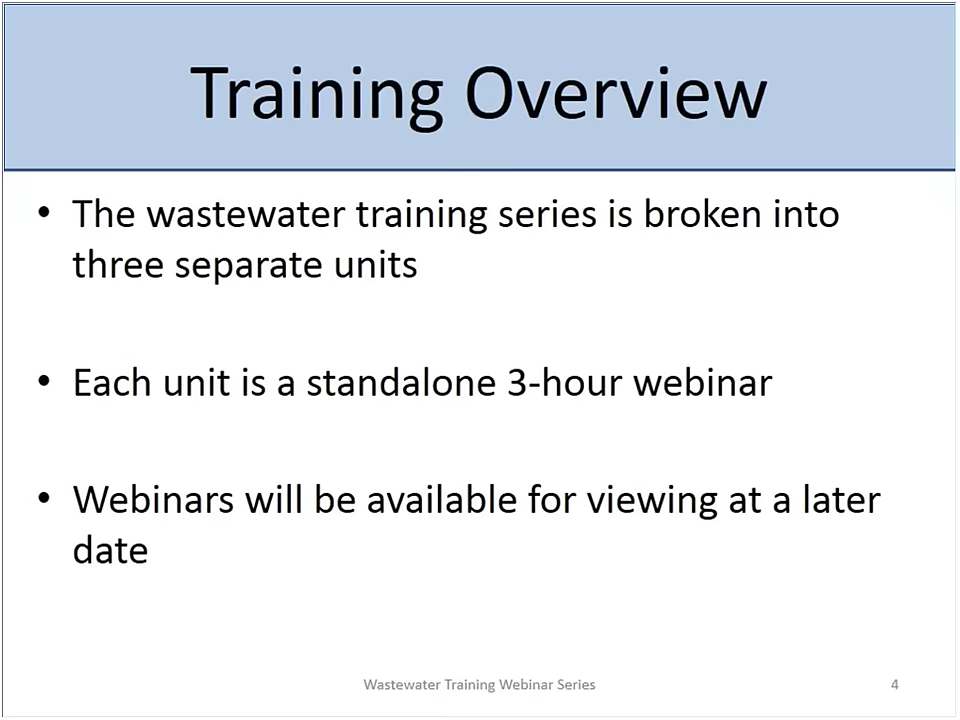 Training Overview
• The wastewater training series is broken into
three separate units
• Each unit is a standalone 3-hour webinar
• Webinars will be available for viewing at a later
date
Wastewater Training Webinar Series
4